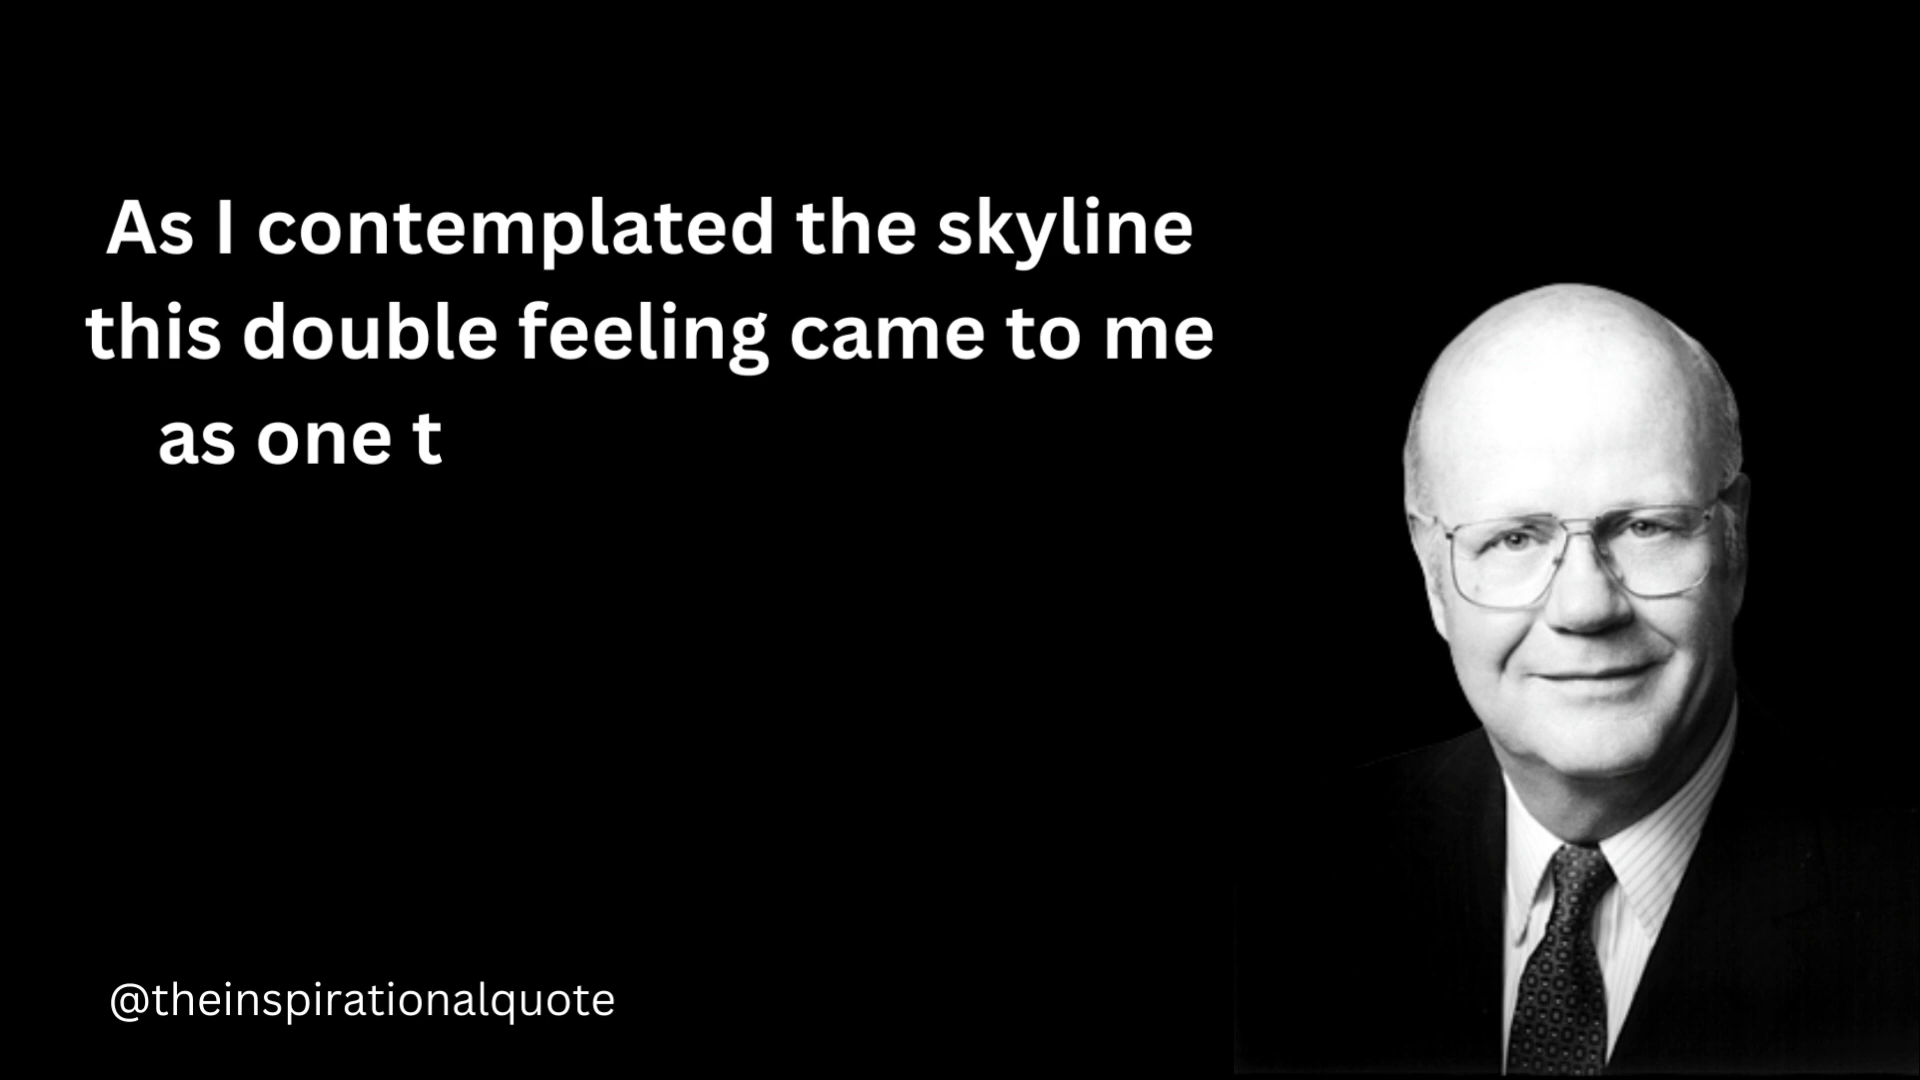 As I contemplated the skyline
this double feeling came to me
as one t
@theinspirationalquote